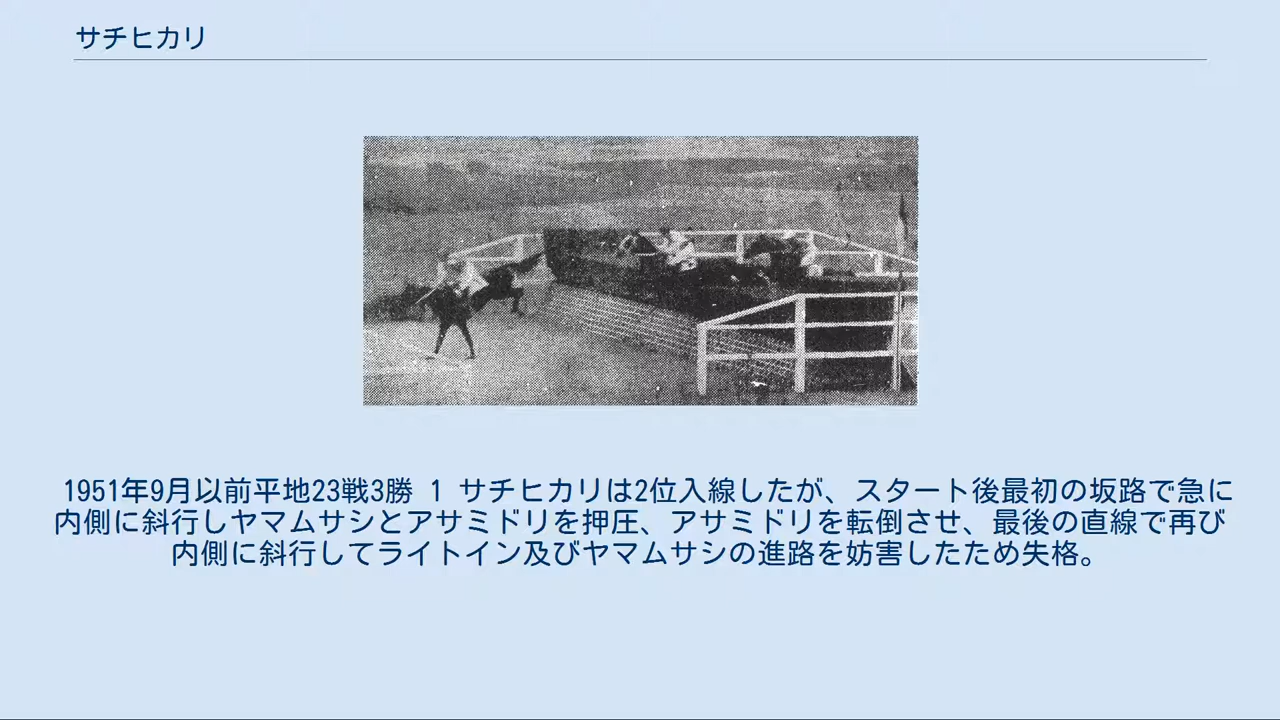 サチヒカリ
1951年9月以前平地23戦3勝 1 サチヒカリは2位入線したが、スタート後最初の坂路で急に
内側に斜行しヤマムサシとアサミドリを押圧、アサミドリを転倒させ、最後の直線で再び
内側に斜行してライトイン及びヤマムサシの進路を妨害したため失格。